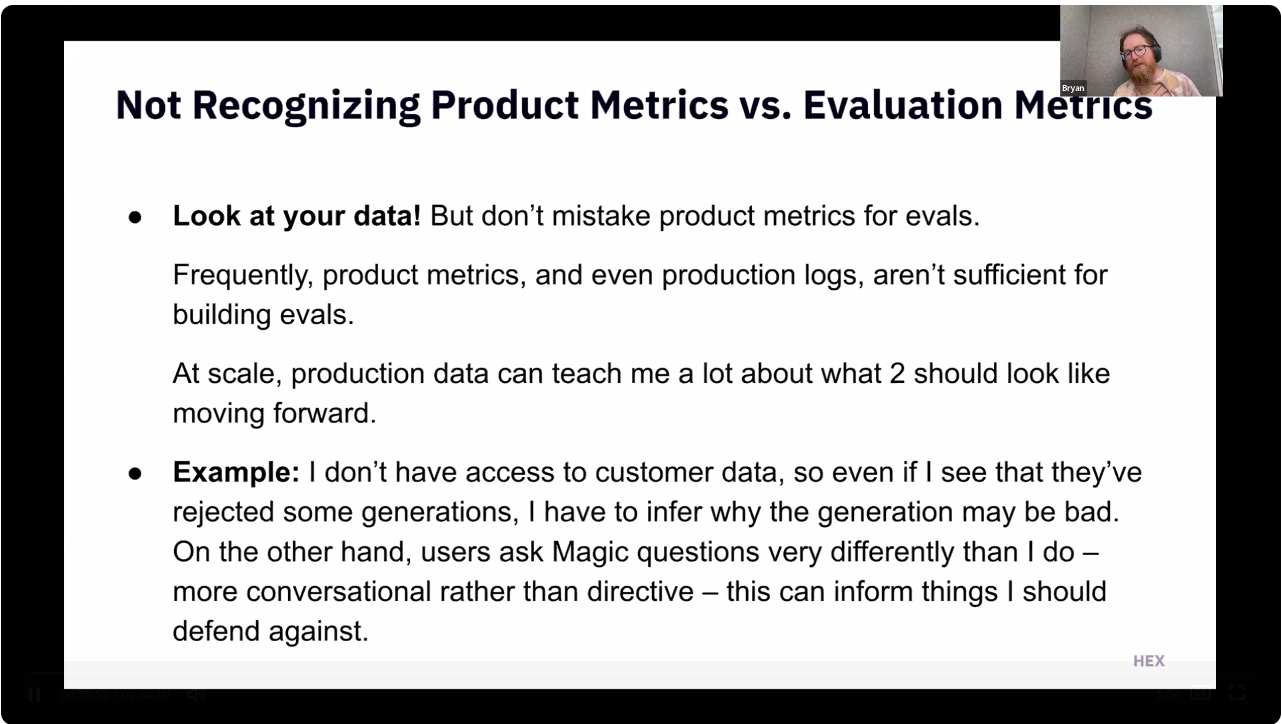 Bryan
Not Recognizing Product Metrics vs. Evaluation Metrics
● Look at your data! But don’t mistake product metrics for evals.
Frequently, product metrics, and even production logs, aren’t sufficient for
building evals.
At scale, production data can teach me a lot about what 2 should look like
moving forward.
● Example: I don’t have access to customer data, so even if I see that they’ve
rejected some generations, I have to infer why the generation may be bad.
On the other hand, users ask Magic questions very differently than I do –
more conversational rather than directive – this can inform things I should
defend against.
HEX